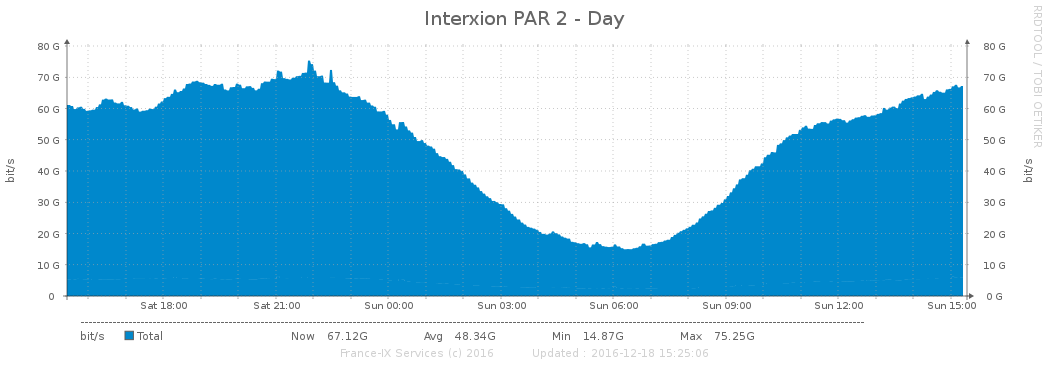 Interxion PAR 2 - Day
RRDTOOL / TOBI OETIKER
80 G 80 G
70 G 70 G
60 G 60 G
50 G 50 G
40 G 40 G
30 G 30 G
20 G 20 G
10 G 10 G
0 0 G
bit/s
bit/s
Sat 18:00 Sat 21:00 Sun 00:00 Sun 03:00 Sun 06:00 Sun 09:00 Sun 12:00 Sun 15:00
bit/s Total Now 67.12G Avg 48.34G Min 14.87G Max 75.25G
France-IX Services (c) 2016 Updated : 2016-12-18 15:25:06